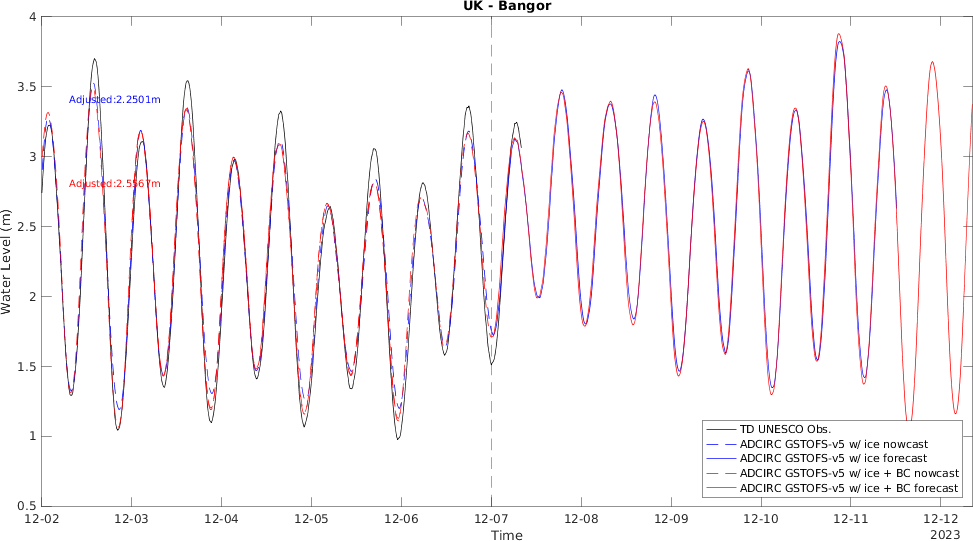 UK - Bangor
4
3.5
3
2.5
2
1.5
1
0.5
Water Level (m)
Adjusted:2.2501m
Adjusted:2.5567m
TD UNESCO Obs.
ADCIRC GSTOFS-v5 w/ ice nowcast
ADCIRC GSTOFS-v5 w/ ice forecast
ADCIRC GSTOFS-v5 w/ ice + BC nowcast
ADCIRC GSTOFS-v5 w/ ice + BC forecast
12-02 12-03 12-04 12-05 12-06 12-07 12-08 12-09 12-10 12-11 12-12
2023
Time